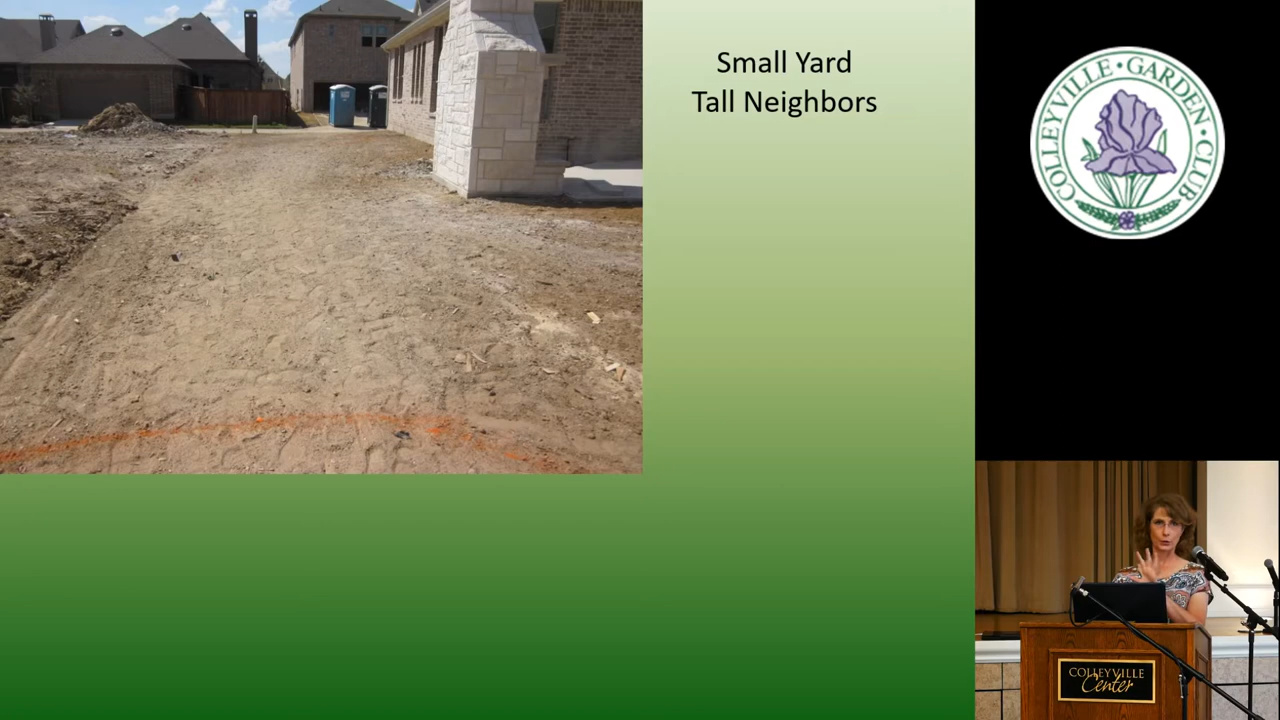 Small Yard
Tall Neighbors
COLLEYVILLE • GARDEN • CLUB
COLLEYVILLE
Center